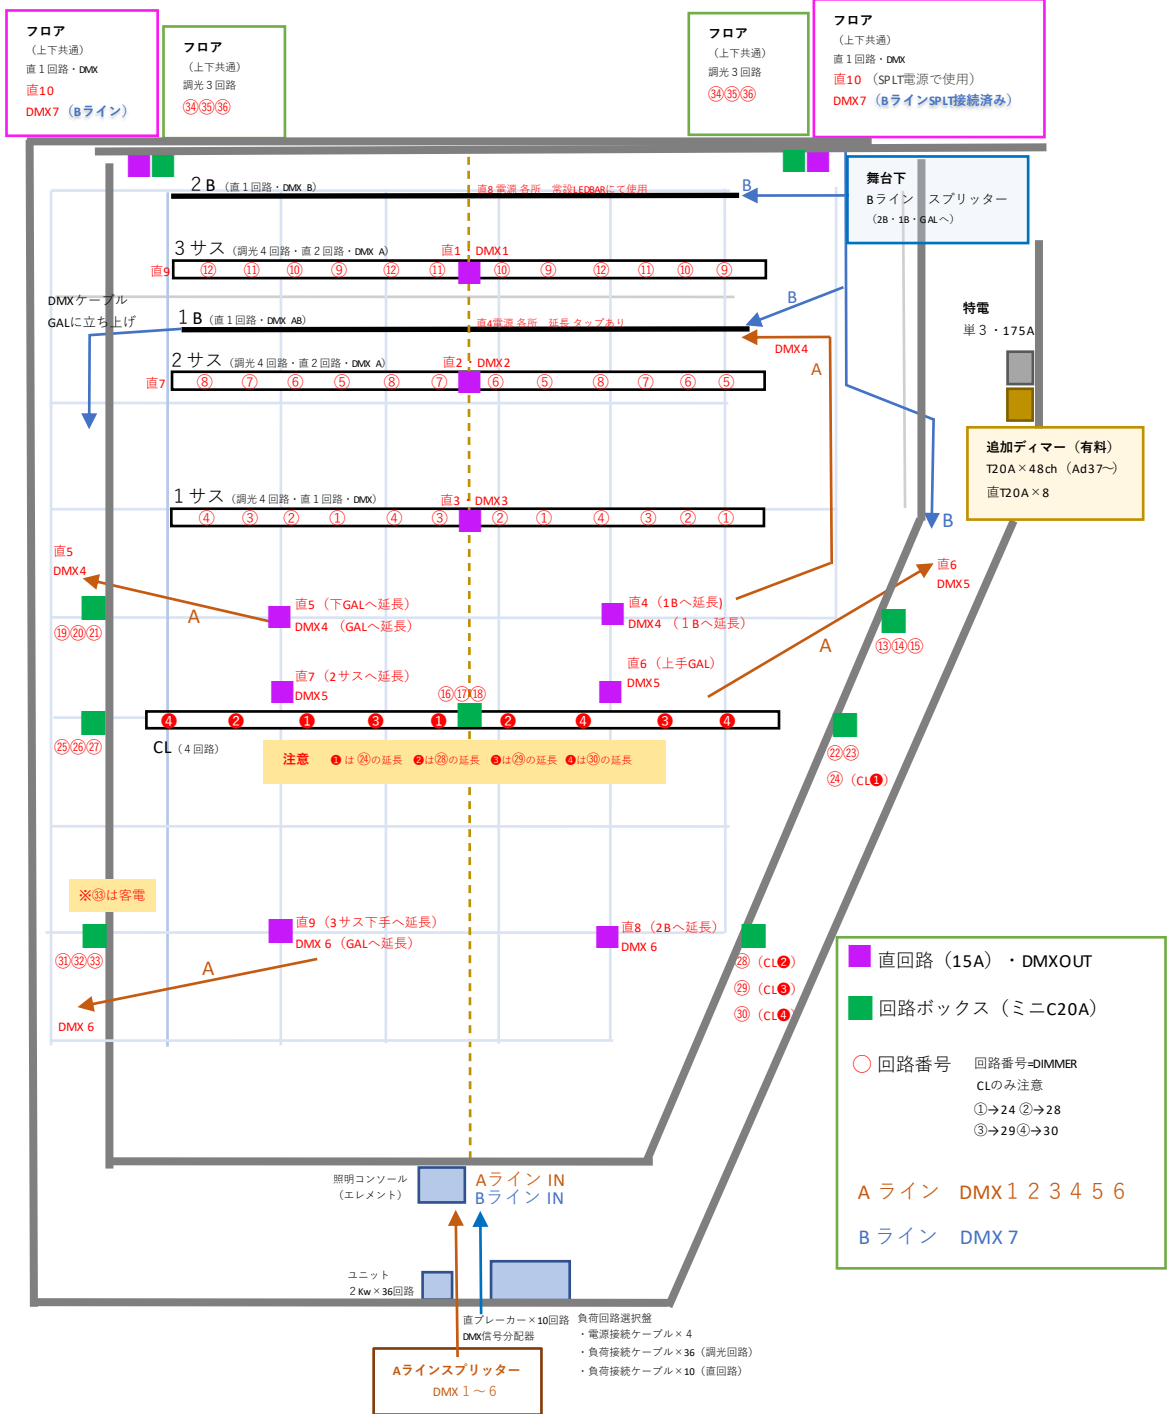 フロア
（上下共通）
直１回路・DMX
直10
DMX7（Bライン）
フロア
（上下共通）
調光３回路
㉞㉟㊱
フロア
（上下共通）
調光３回路
㉞㉟㊱
フロア
（上下共通）
直１回路・DMX
直10 （SPLT電源で使用）
DMX7（BラインSPLT接続済み）
舞台下
Bライン　スプリッター
（2B・1B・GALへ）
２B（直１回路・DMX B）
直8 電源 各所　常設LEDBARにて使用
B
３サス（調光４回路・直２回路・DMX A）
直1・DMX1
直9
⑫ ⑪ ⑩ ⑨ ⑫ ⑪ ⑩ ⑨ ⑫ ⑪ ⑩ ⑨
DMXケーブル
GALに立ち上げ
１B（直１回路・DMX AB）
直4電源 各所　延長 タップあり
B
DMX4
A
特電
単３・175A
２サス（調光４回路・直２回路・DMX A）
直2・DMX2
直7
⑧ ⑦ ⑥ ⑤ ⑧ ⑦ ⑥ ⑤ ⑧ ⑦ ⑥ ⑤
追加ディマー（有料）
T20A×48ch（Ad37～）
直T20A×8
１サス（調光４回路・直１回路・DMX）
直3・DMX3
④ ③ ② ① ④ ③ ② ① ④ ③ ② ①
B
直5
DMX4
A
直5（下GALへ延長）
DMX4（GALへ延長）
直4（1Bへ延長）
DMX4（１Bへ延長）
直6
DMX5
A
⑲⑳㉑
⑬⑭⑮
直7（2サスへ延長）
DMX5
直6（上手GAL）
DMX5
⑯⑰⑱
❹ ❷ ❶ ❸ ❶ ❷ ❹ ❸ ❹
㉕㉖㉗
CL（４回路）
注意　❶は㉔の延長　❷は㉘の延長　❸は㉙の延長　❹は㉚の延長
㉒㉓
㉔（CL❶）
※㉝は客電
直9（3サス下手へ延長）
DMX 6（GALへ延長）
直8（2Bへ延長）
DMX 6
㉛㉜㉝
A
DMX 6
㉘（CL❷）
㉙（CL❸）
㉚（CL❹）
直回路（15A）・DMXOUT
回路ボックス（ミニC20A）
〇 回路番号
回路番号=DIMMER
CLのみ注意
①→24 ②→28
③→29④→30
A ライン　DMX１２３４５６
B ライン　DMX 7
照明コンソール
（エレメント）
Aライン IN
Bライン IN
ユニット
２Kw×36回路
直ブレーカー×10回路
DMX信号分配器
負荷回路選択盤
・電源接続ケーブル×４
・負荷接続ケーブル×36（調光回路）
・負荷接続ケーブル×10（直回路）
Aラインスプリッター
DMX １～６